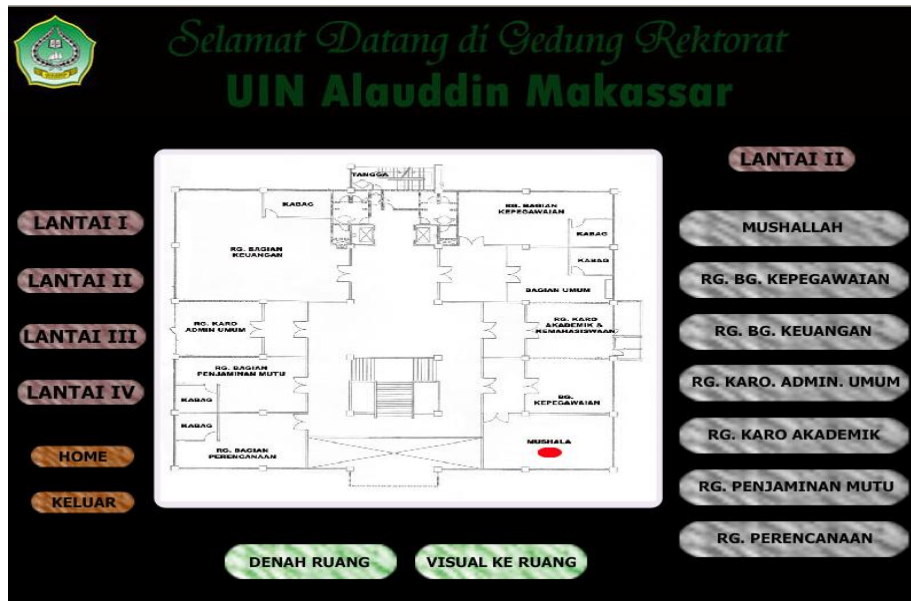 Selamat Datang di Gedung Rektorat
UIN Alauddin Makassar
LANTAI I
LANTAI II
LANTAI III
LANTAI IV
HOME
KELUAR
TANGGA
KABAG
RG. BAGIAN
KEUANGAN
BG. BAGIAN
KEPEGAWAIAN
KABAG
KABAG
BAGIAN UMUM
RG. KARO
ADMIN UMUM
RG. KARO
AKADEMIK &
KEMAHASISWAAN
RG. BAGIAN
PENJAMINAN MUTU
KABAG
BG.
KEPEGAWAIAN
KABAG
RG. BAGIAN
PERENCANAAN
MUSHALA
LANTAI II
MUSHALLAH
RG. BG. KEPEGAWAIAN
RG. BG. KEUANGAN
RG. KARO. ADMIN. UMUM
RG. KARO AKADEMIK
RG. PENJAMINAN MUTU
RG. PERENCANAAN
DENAH RUANG
VISUAL KE RUANG